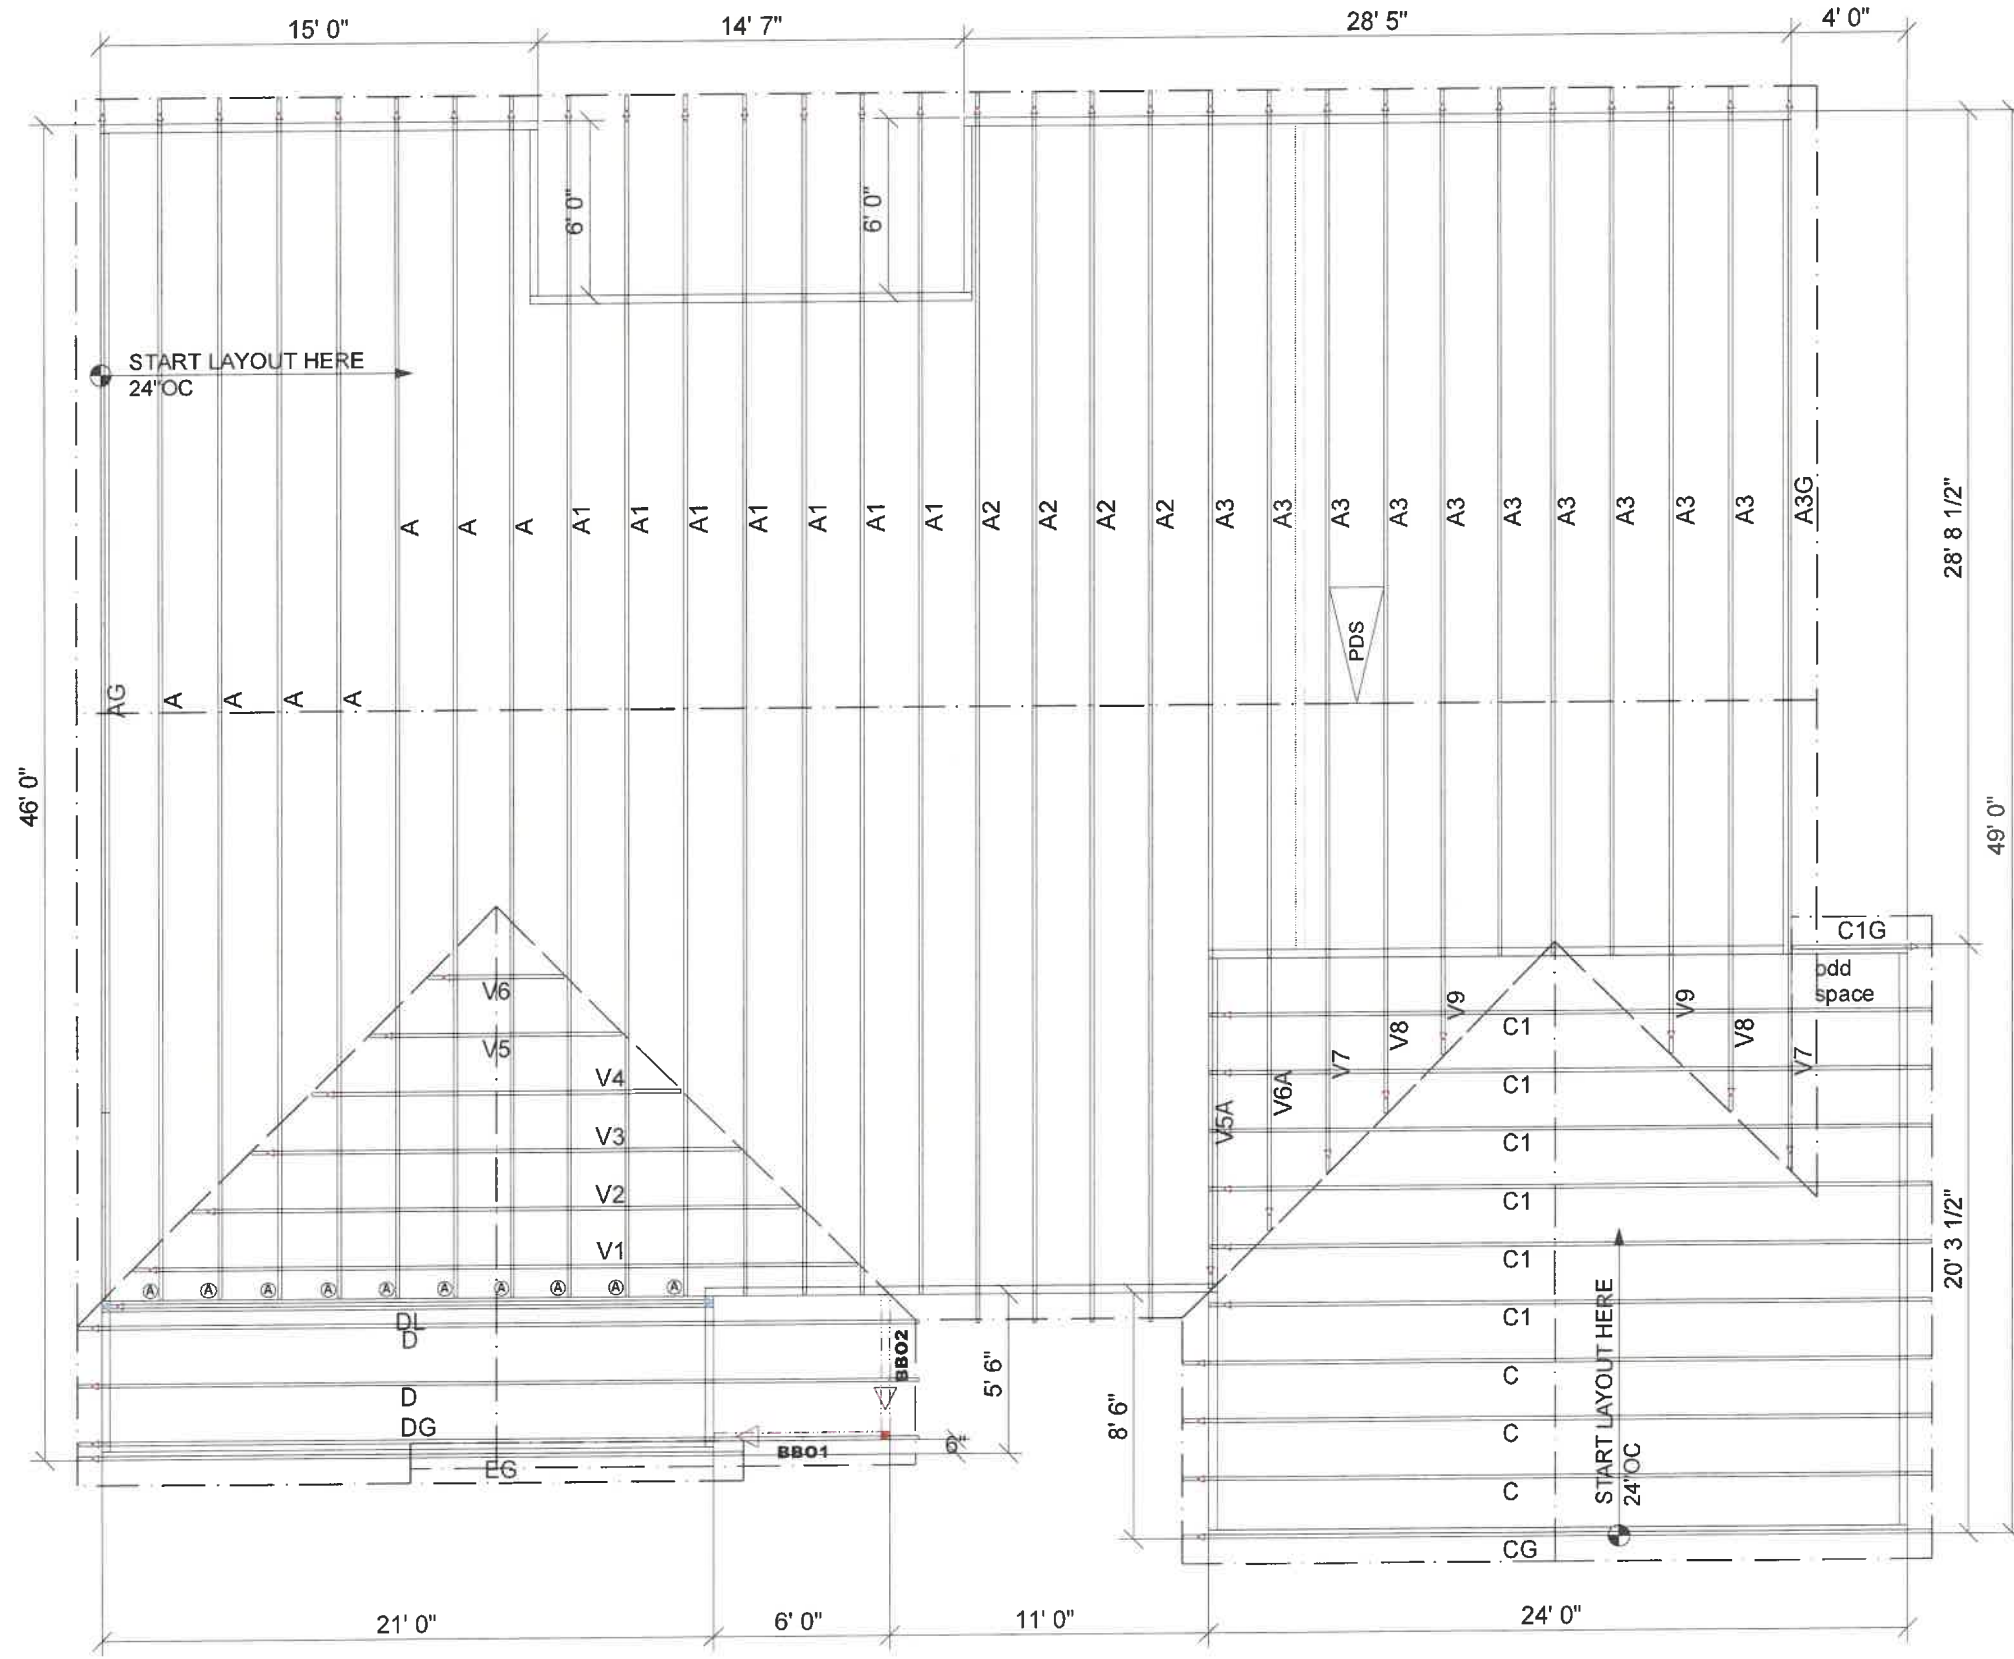 15' 0"
14' 7"
28' 5"
4' 0"
6' 0"
6' 0"
START LAYOUT HERE
24"OC
A
A
A
A1
A1
A1
A1
A1
A1
A1
A2
A2
A2
A2
A3
A3
A3
A3
A3
A3
A3
A3
A3
A3
A3G
28' 8 1/2"
PDS
AG
A
A
A
A
46' 0"
49' 0"
C1G
odd
space
V6
V5
V4
V3
V2
V1
V9
V8
V7
V6A
V5A
V9
V8
V7
C1
C1
C1
C1
C1
C1
20' 3 1/2"
A
A
A
A
A
A
A
A
A
A
DL
D
D
DG
EG
BBO2
BBO1
6"
5' 6"
8' 6"
C
C
C
CG
START LAYOUT HERE
24"OC
21' 0"
6' 0"
11' 0"
24' 0"